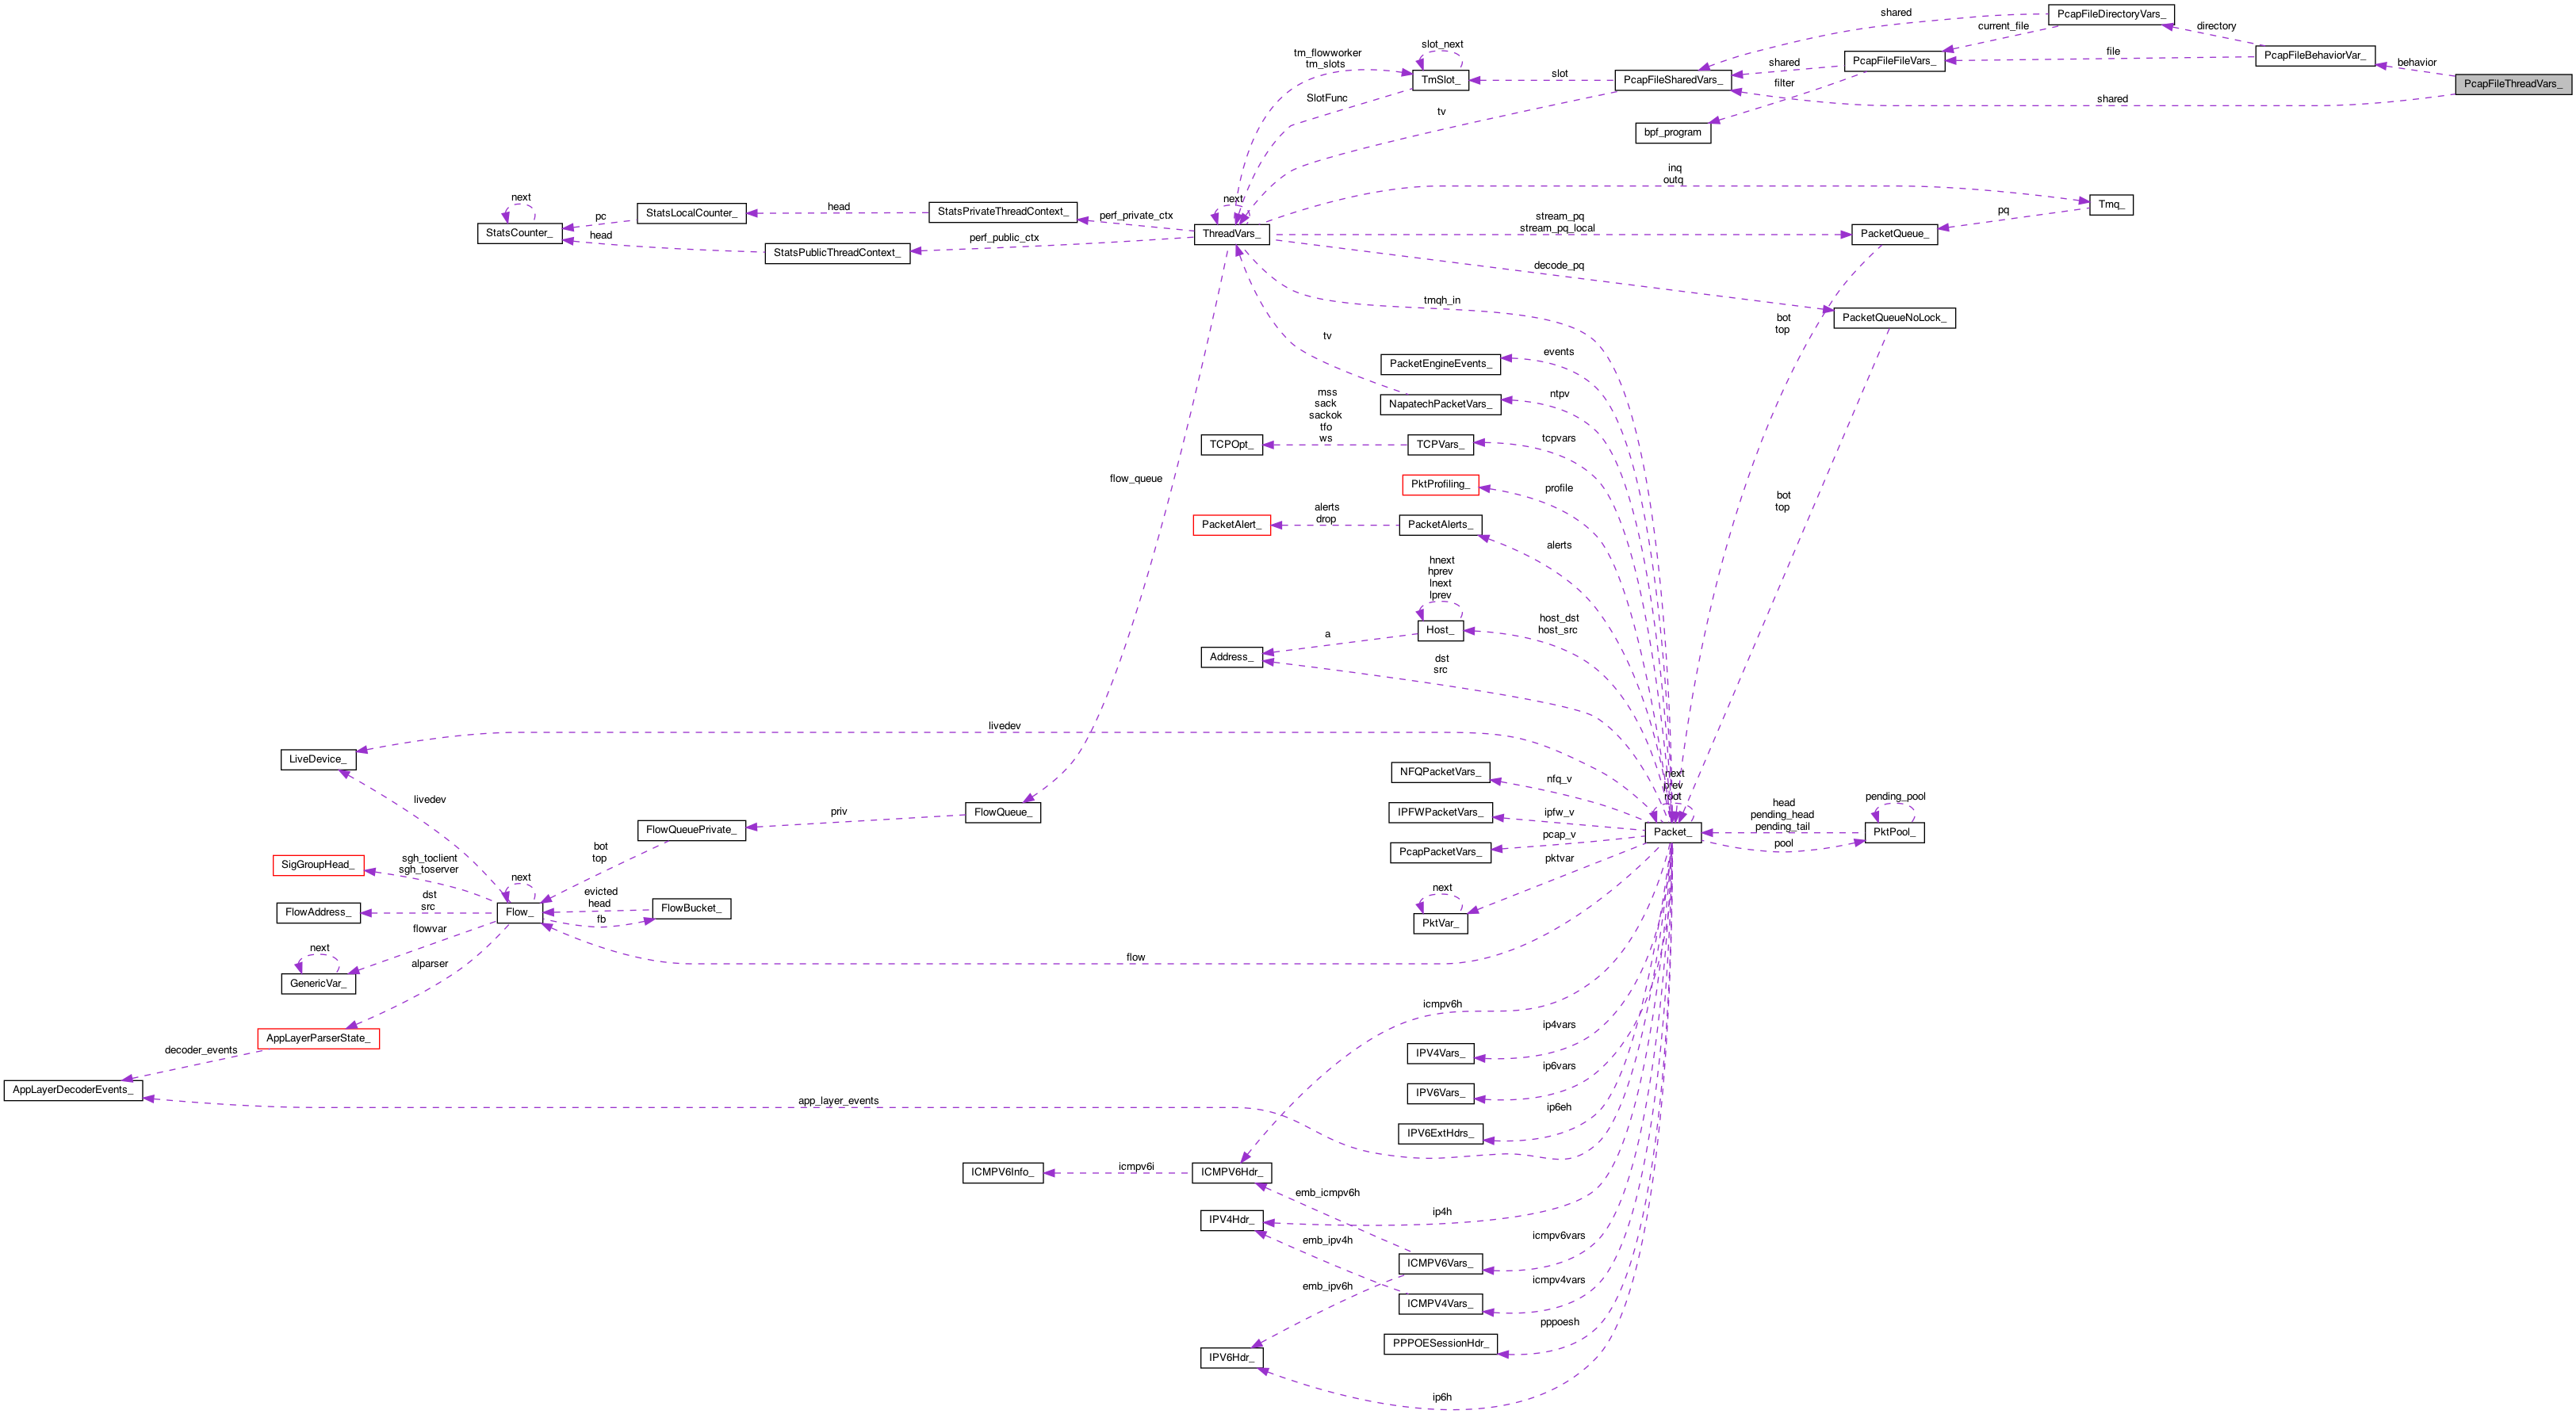 shared
PcapFileDirectoryVars_
current_file
directory
PcapFileBehaviorVar_
file
behavior
PcapFileThreadVars_
PcapFileFileVars_
shared
filter
shared
tm_flowworker
tm_slots
slot_next
TmSlot_
slot
PcapFileSharedVars_
SlotFunc
tv
bpf_program
inq
outq
Tmq_
pq
next
StatsCounter_
pc
head
StatsLocalCounter_
head
StatsPrivateThreadContext_
StatsPublicThreadContext_
perf_private_ctx
perf_public_ctx
next
ThreadVars_
stream_pq
stream_pq_local
PacketQueue_
decode_pq
tmqh_in
bot
top
PacketQueueNoLock_
tv
PacketEngineEvents_
events
NapatechPacketVars_
ntpv
mss
sack
sackok
tfo
ws
TCPOpt_
TCPVars_
tcpvars
flow_queue
PktProfiling_
profile
bot
top
PacketAlert_
alerts
drop
PacketAlerts_
alerts
hnext
hprev
lnext
lprev
Host_
host_dst
host_src
a
Address_
dst
src
livedev
LiveDevice_
livedev
NFQPacketVars_
nfq_v
next
prev
root
Packet_
IPFWPacketVars_
ipfw_v
PcapPacketVars_
pcap_v
pktvar
head
pending_head
pending_tail
pool
pending_pool
PktPool_
FlowQueue_
priv
FlowQueuePrivate_
bot
top
SigGroupHead_
sgh_toclient
sgh_toserver
next
Flow_
evicted
head
fb
FlowBucket_
FlowAddress_
dst
src
flowvar
next
GenericVar_
alparser
next
PktVar_
flow
AppLayerParserState_
decoder_events
AppLayerDecoderEvents_
app_layer_events
icmpv6h
IPV4Vars_
ip4vars
IPV6Vars_
ip6vars
IPV6ExtHdrs_
ip6eh
ICMPV6Info_
icmpv6i
ICMPV6Hdr_
emb_icmpv6h
IPV4Hdr_
ip4h
emb_ipv4h
ICMPV6Vars_
icmpv6vars
emb_ipv6h
ICMPV4Vars_
icmpv4vars
PPPOESessionHdr_
pppoesh
IPV6Hdr_
ip6h